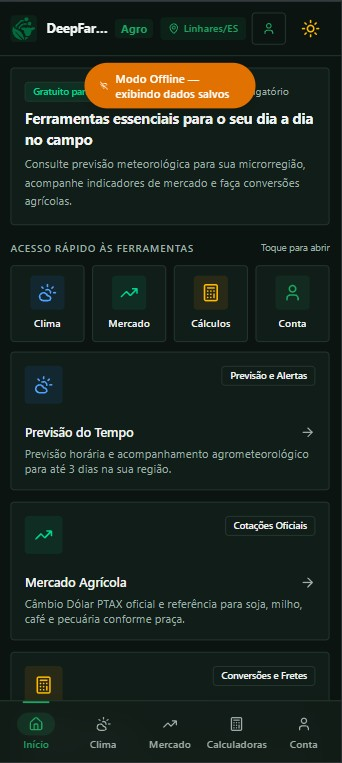 DeepFar...
Agro
Linhares/ES
Modo Offline —
exibindo dados salvos
Gratuito par
Ferramentas essenciais para o seu dia a dia
no campo
Consulte previsão meteorológica para sua microrregião,
acompanhe indicadores de mercado e faça conversões
agrícolas.
ACESSO RÁPIDO ÀS FERRAMENTAS
Toque para abrir
Clima
Mercado
Cálculos
Conta
Previsão e Alertas
Previsão do Tempo
Previsão horária e acompanhamento agrometeorológico
para até 3 dias na sua região.
Cotações Oficiais
Mercado Agrícola
Câmbio Dólar PTAX oficial e referência para soja, milho,
café e pecuária conforme praça.
Conversões e Fretes
Início
Clima
Mercado
Calculadoras
Conta